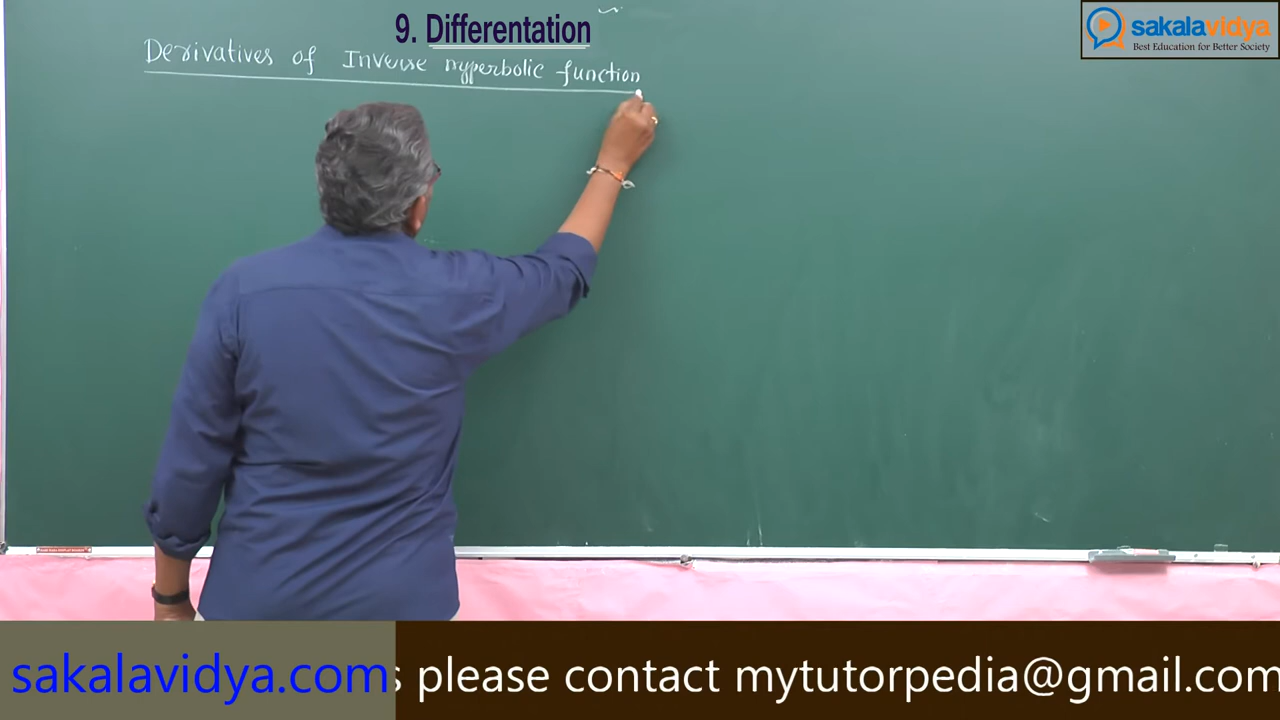 9. Differentation
sakalavidya
Best Education for Better Society
Derivatives of Inverse hyperbolic function
sakalavidya.com
s please contact mytutorpedia@gmail.com